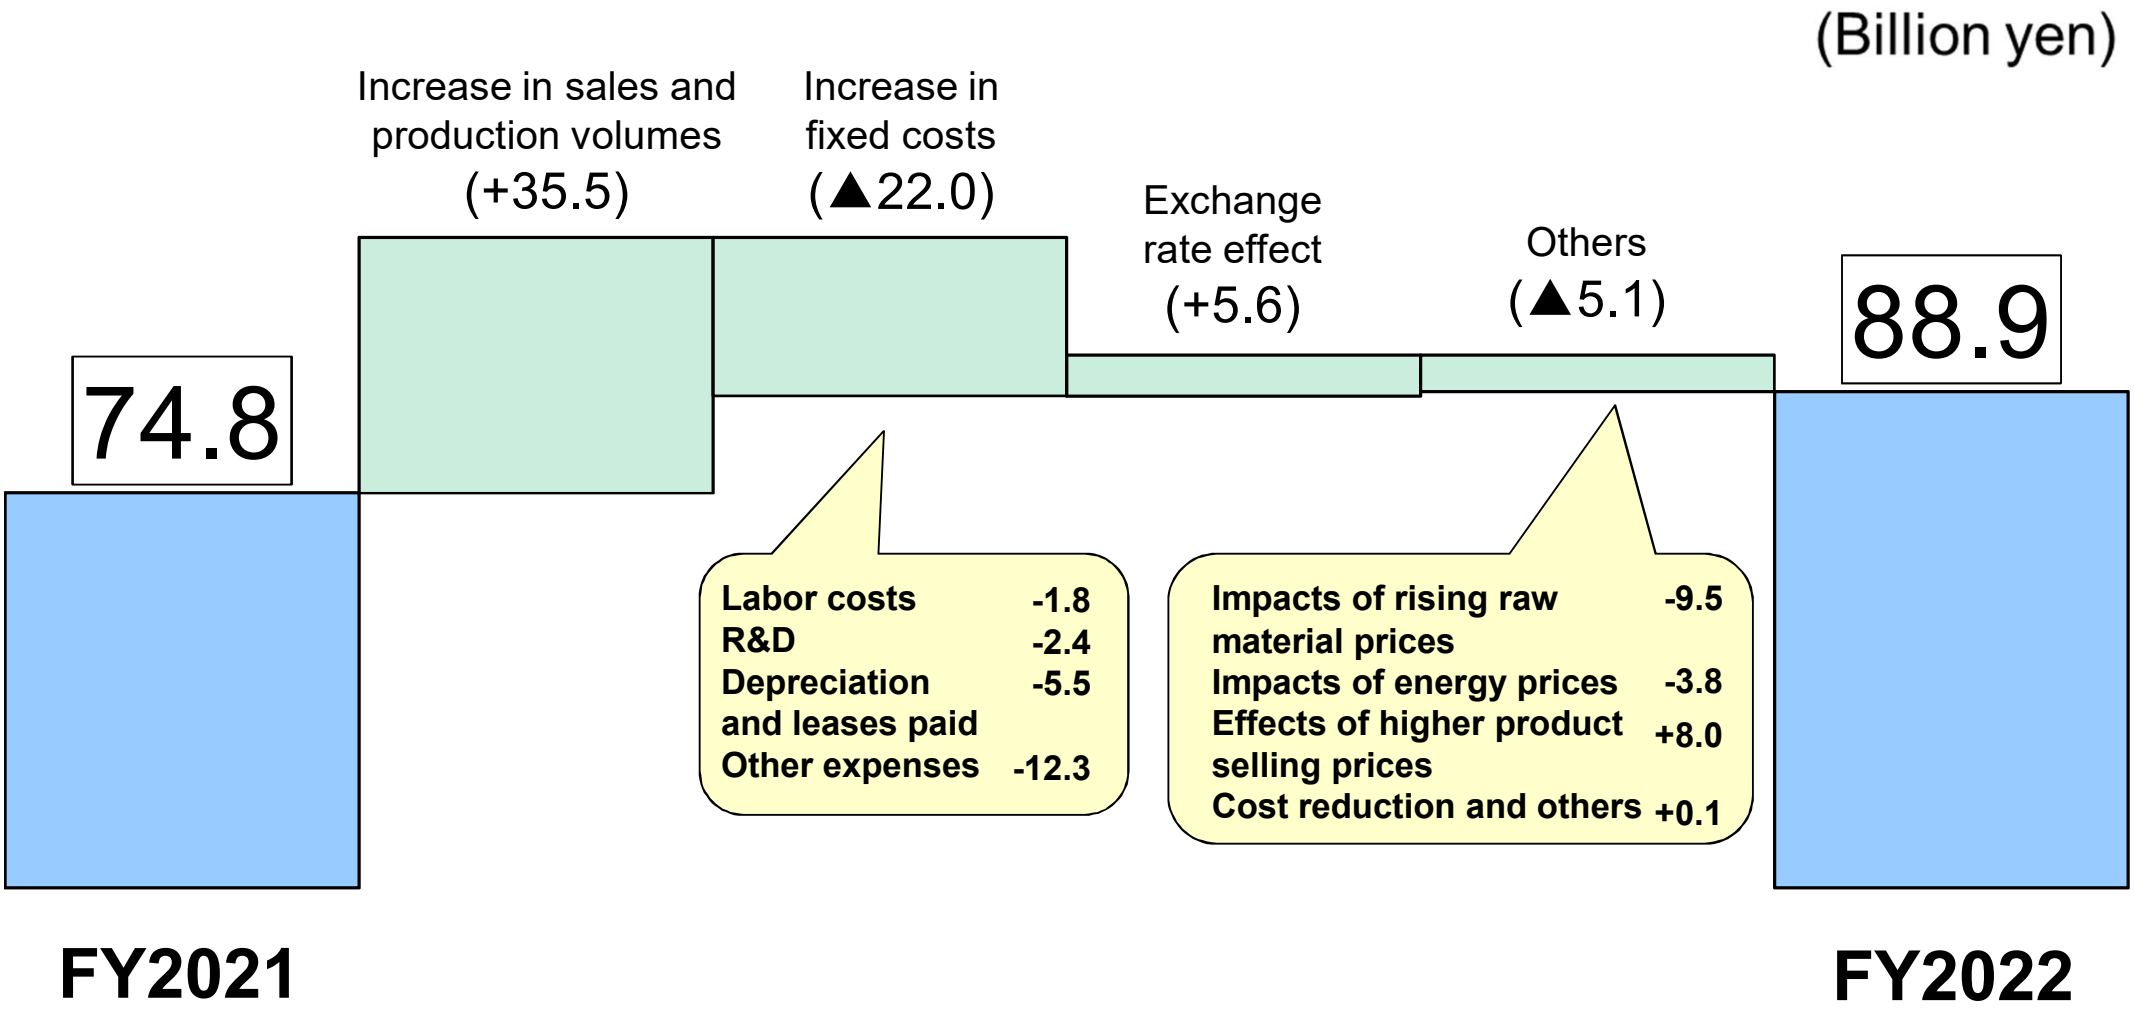 (Billion yen)
Increase in sales and
production volumes
(+35.5)
Increase in
fixed costs
(▲22.0)
Exchange
rate effect
(+5.6)
Others
(▲5.1)
74.8
88.9
Labor costs -1.8
R&D -2.4
Depreciation -5.5
and leases paid
Other expenses -12.3
Impacts of rising raw -9.5
material prices
Impacts of energy prices -3.8
Effects of higher product +8.0
selling prices
Cost reduction and others +0.1
FY2021
FY2022